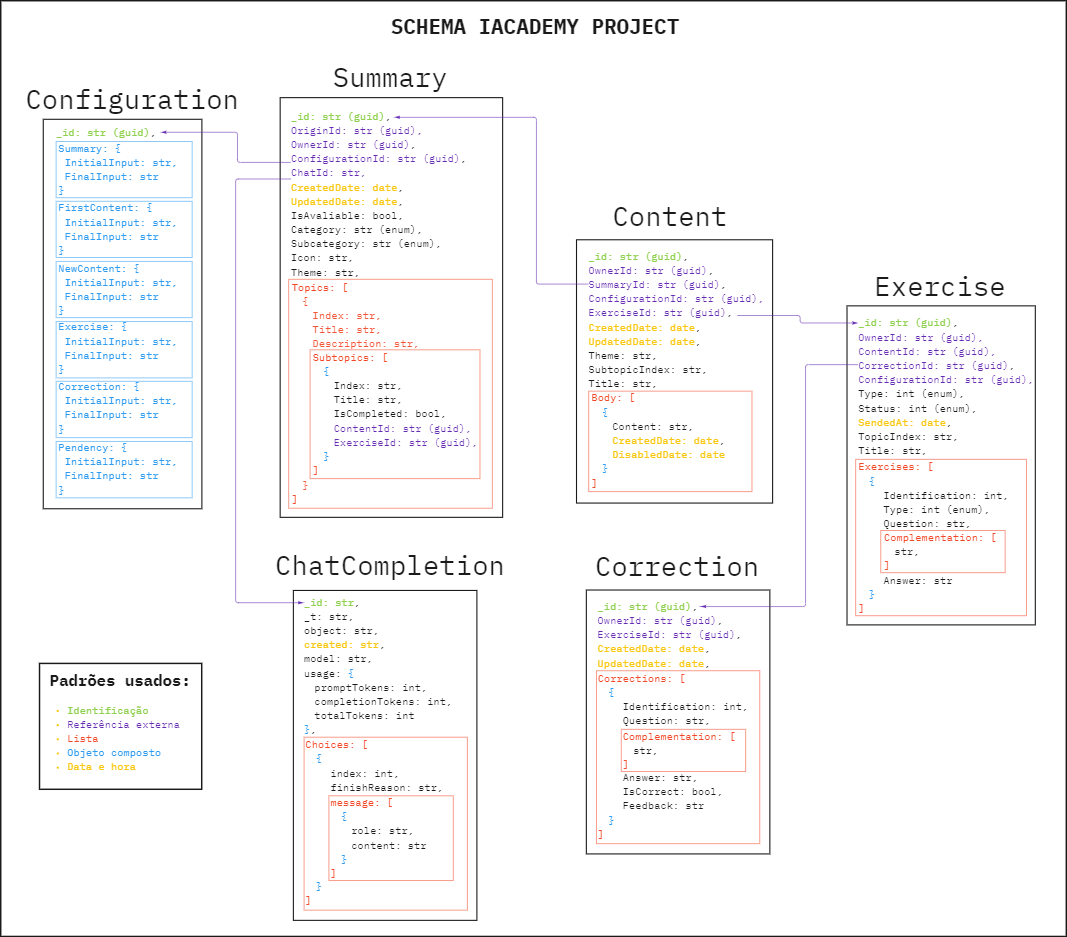 SCHEMA IACADEMY PROJECT
Configuration
_id: str (guid),
Summary: {
InitialInput: str,
FinalInput: str
}
FirstContent: {
InitialInput: str,
FinalInput: str
}
NewContent: {
InitialInput: str,
FinalInput: str
}
Exercise: {
InitialInput: str,
FinalInput: str
}
Correction: {
InitialInput: str,
FinalInput: str
}
Pendency: {
InitialInput: str,
FinalInput: str
}
Summary
_id: str (guid),
OriginId: str (guid),
OwnerId: str (guid),
ConfigurationId: str (guid),
ChatId: str,
CreatedDate: date,
UpdatedDate: date,
IsAvaliable: bool,
Category: str (enum),
Subcategory: str (enum),
Icon: str,
Theme: str,
Topics: [
{
Index: str,
Title: str,
Description: str,
Subtopics: [
{
Index: str,
Title: str,
IsCompleted: bool,
ContentId: str (guid),
ExerciseId: str (guid),
}
]
}
]
Content
_id: str (guid),
OwnerId: str (guid),
SummaryId: str (guid),
ConfigurationId: str (guid),
ExerciseId: str (guid),
CreatedDate: date,
UpdatedDate: date,
Theme: str,
SubtopicIndex: str,
Title: str,
Body: [
{
Content: str,
CreatedDate: date,
DisabledDate: date
}
]
Exercise
_id: str (guid),
OwnerId: str (guid),
ContentId: str (guid),
CorrectionId: str (guid),
ConfigurationId: str (guid),
Type: int (enum),
Status: int (enum),
SendedAt: date,
TopicIndex: str,
Title: str,
Exercises: [
{
Identification: int,
Type: int (enum),
Question: str,
Complementation: [
str,
]
Answer: str
}
]
ChatCompletion
_id: str,
_t: str,
object: str,
created: str,
model: str,
usage: {
promptTokens: int,
completionTokens: int,
totalTokens: int
},
Choices: [
{
index: int,
finishReason: str,
message: [
{
role: str,
content: str
}
]
}
]
Correction
_id: str (guid),
OwnerId: str (guid),
ExerciseId: str (guid),
CreatedDate: date,
UpdatedDate: date,
Corrections: [
{
Identification: int,
Question: str,
Complementation: [
str,
]
Answer: str,
IsCorrect: bool,
Feedback: str
}
]
Padrões usados:
• Identificação
• Referência externa
• Lista
• Objeto composto
• Data e hora